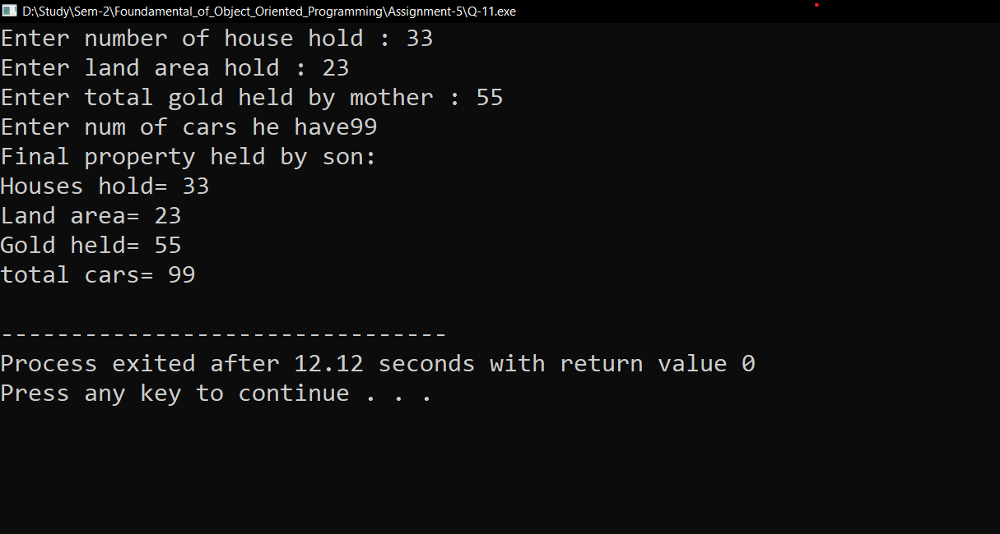 D:\Study\Sem-2\Foundamental_of_Object_Oriented_Programming\Assignment-5\Q-11.exe
Enter number of house hold : 33
Enter land area hold : 23
Enter total gold held by mother : 55
Enter num of cars he have99
Final property held by son:
Houses hold= 33
Land area= 23
Gold held= 55
total cars= 99
--------------------------------
Process exited after 12.12 seconds with return value 0
Press any key to continue . . .